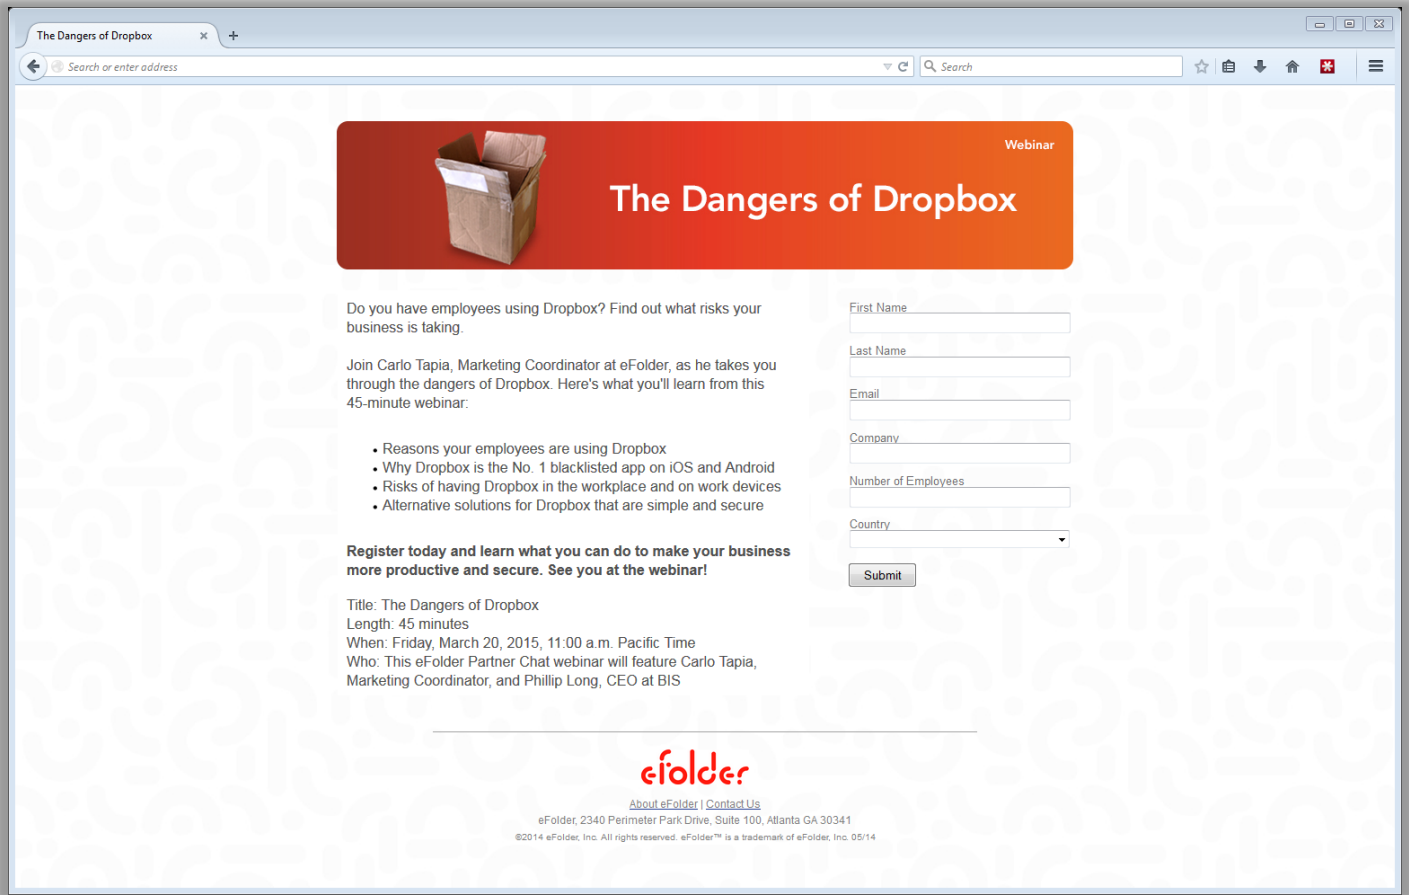 The Dangers of Dropbox
Search or enter address
Search
Webinar
The Dangers of Dropbox
Do you have employees using Dropbox? Find out what risks your
business is taking.
Join Carlo Tapia, Marketing Coordinator at eFolder, as he takes you
through the dangers of Dropbox. Here's what you'll learn from this
45-minute webinar:
• Reasons your employees are using Dropbox
• Why Dropbox is the No. 1 blacklisted app on iOS and Android
• Risks of having Dropbox in the workplace and on work devices
• Alternative solutions for Dropbox that are simple and secure
Register today and learn what you can do to make your business
more productive and secure. See you at the webinar!
Title: The Dangers of Dropbox
Length: 45 minutes
When: Friday, March 20, 2015, 11:00 a.m. Pacific Time
Who: This eFolder Partner Chat webinar will feature Carlo Tapia,
Marketing Coordinator, and Phillip Long, CEO at BIS
First Name
Last Name
Email
Company
Number of Employees
Country
Submit
efolder
About eFolder | Contact Us
eFolder, 2340 Perimeter Park Drive, Suite 100, Atlanta GA 30341
©2014 eFolder, Inc. All rights reserved. eFolder™ is a trademark of eFolder, Inc. 05/14